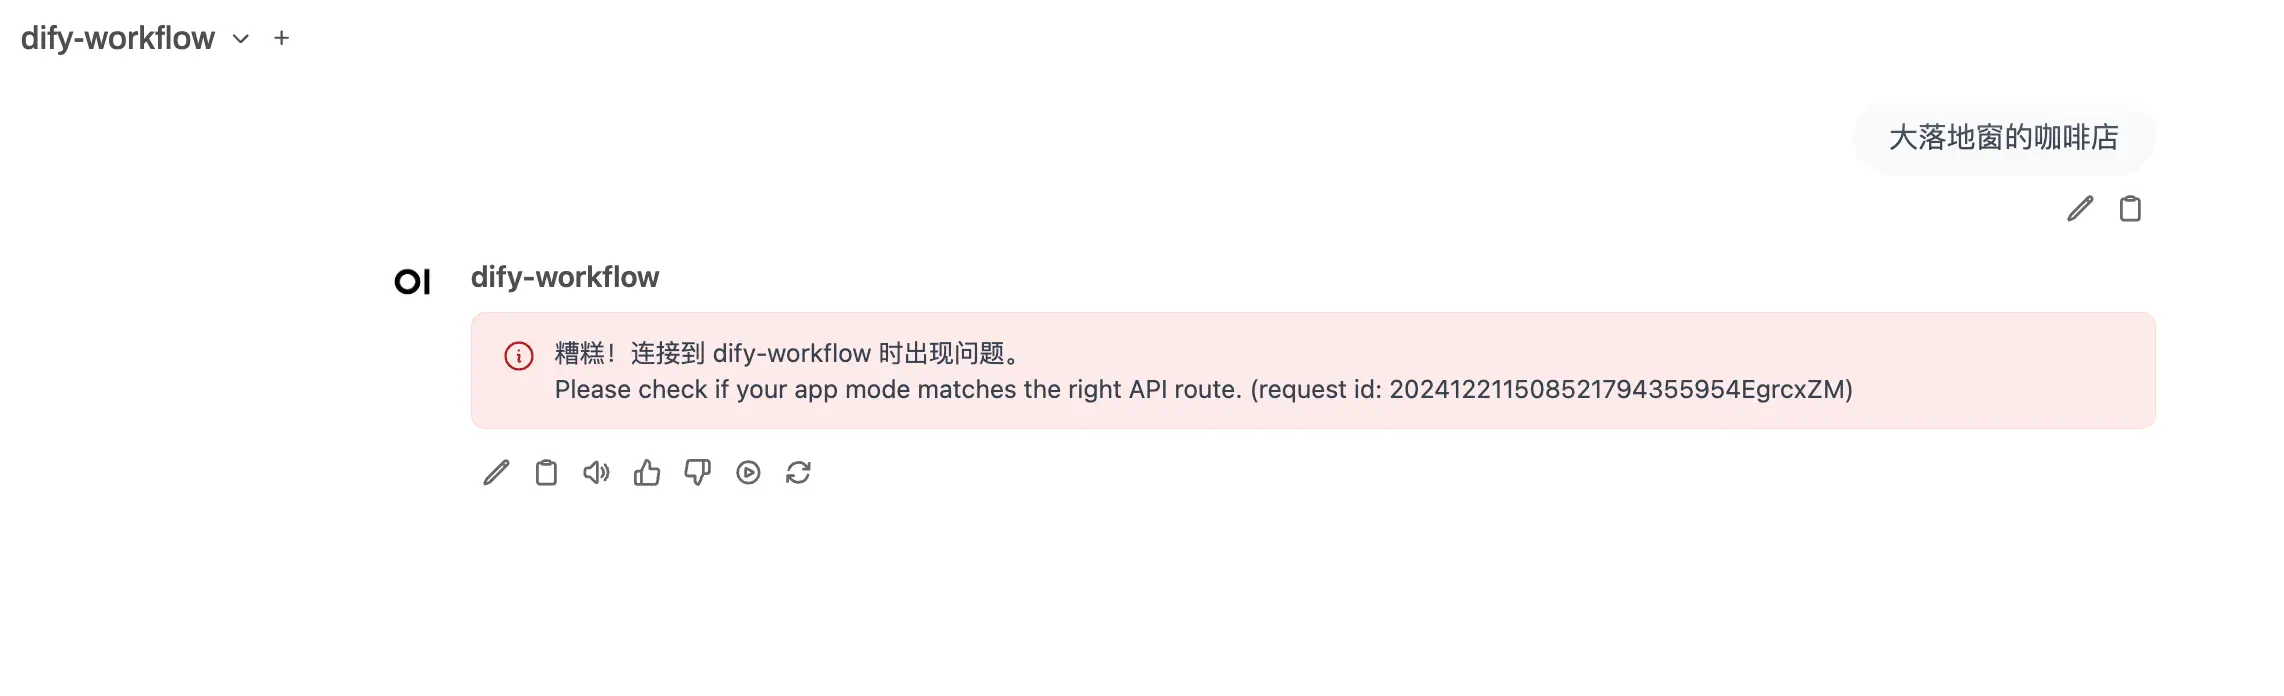 dify-workflow
大落地窗的咖啡店
OI
dify-workflow
糟糕！连接到 dify-workflow 时出现问题。
Please check if your app mode matches the right API route. (request id: 20241221150852179435595​4EgrcxZM)